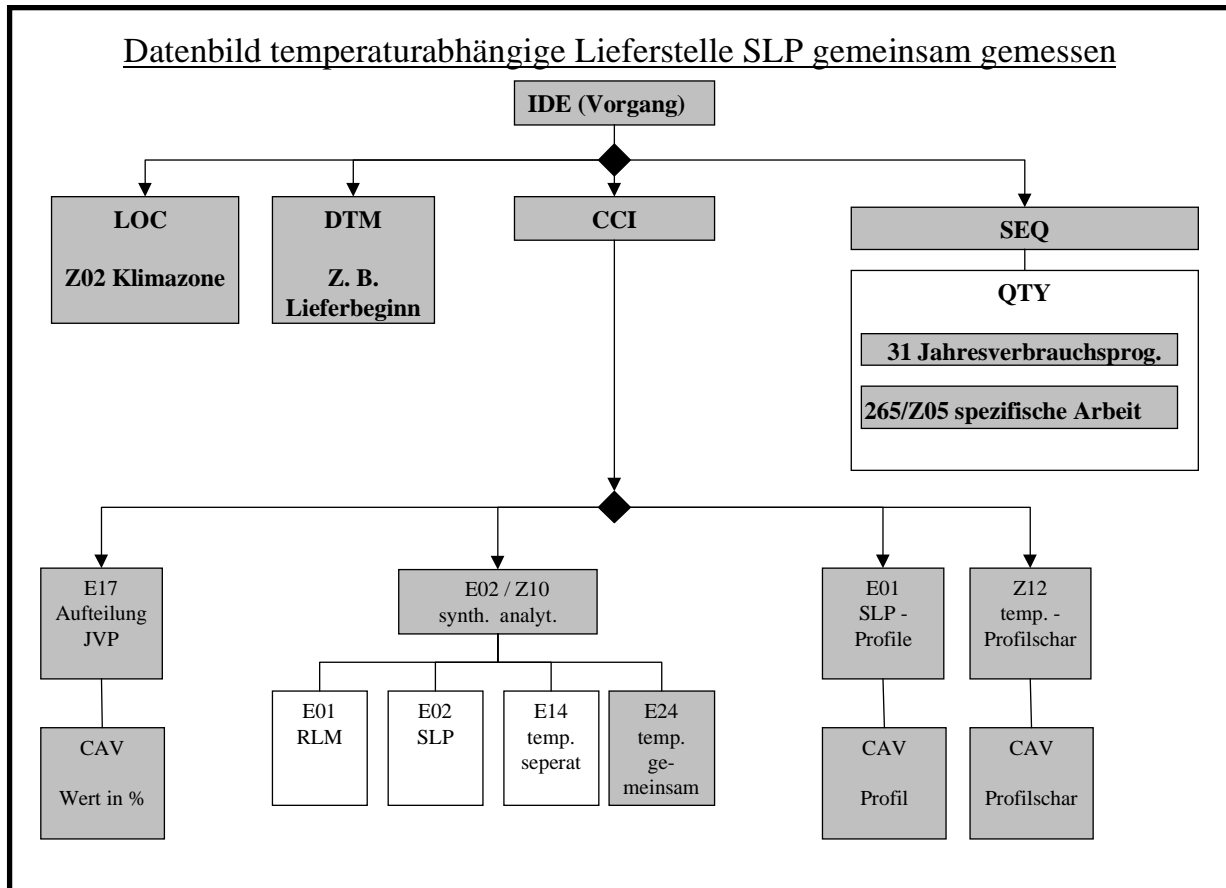 Datenbild temperaturabhängige Lieferstelle SLP gemeinsam gemessen
IDE (Vorgang)
LOC
Z02 Klimazone
DTM
Z. B.
Lieferbeginn
CCI
SEQ
QTY
31 Jahresverbrauchsprog.
265/Z05 spezifische Arbeit
E17
Aufteilung
JVP
E02 / Z10
synth. analyt.
E01
SLP -
Profile
Z12
temp. -
Profilschar
E01
RLM
E02
SLP
E14
temp.
seperat
E24
temp.
ge-
meinsam
CAV
Wert in %
CAV
Profil
CAV
Profilschar